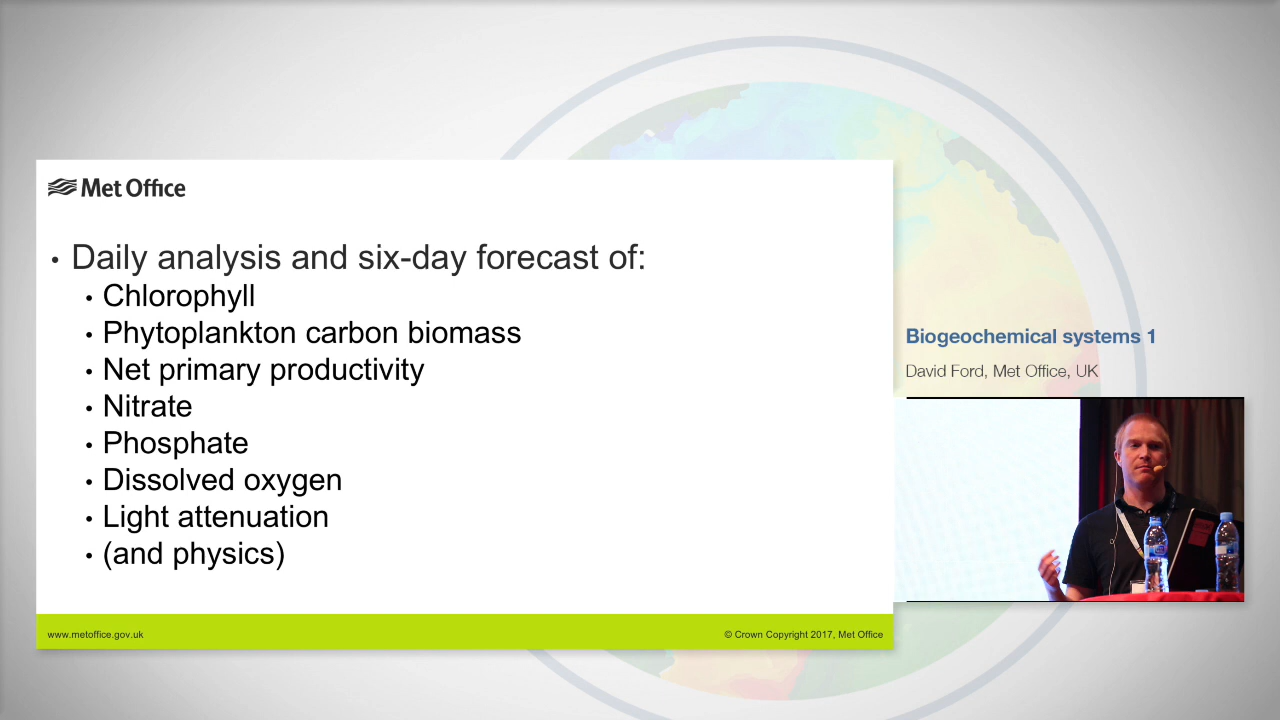 Met Office
• Daily analysis and six-day forecast of:
• Chlorophyll
• Phytoplankton carbon biomass
• Net primary productivity
• Nitrate
• Phosphate
• Dissolved oxygen
• Light attenuation
• (and physics)
www.metoffice.gov.uk
© Crown Copyright 2017, Met Office
Biogeochemical systems 1
David Ford, Met Office, UK